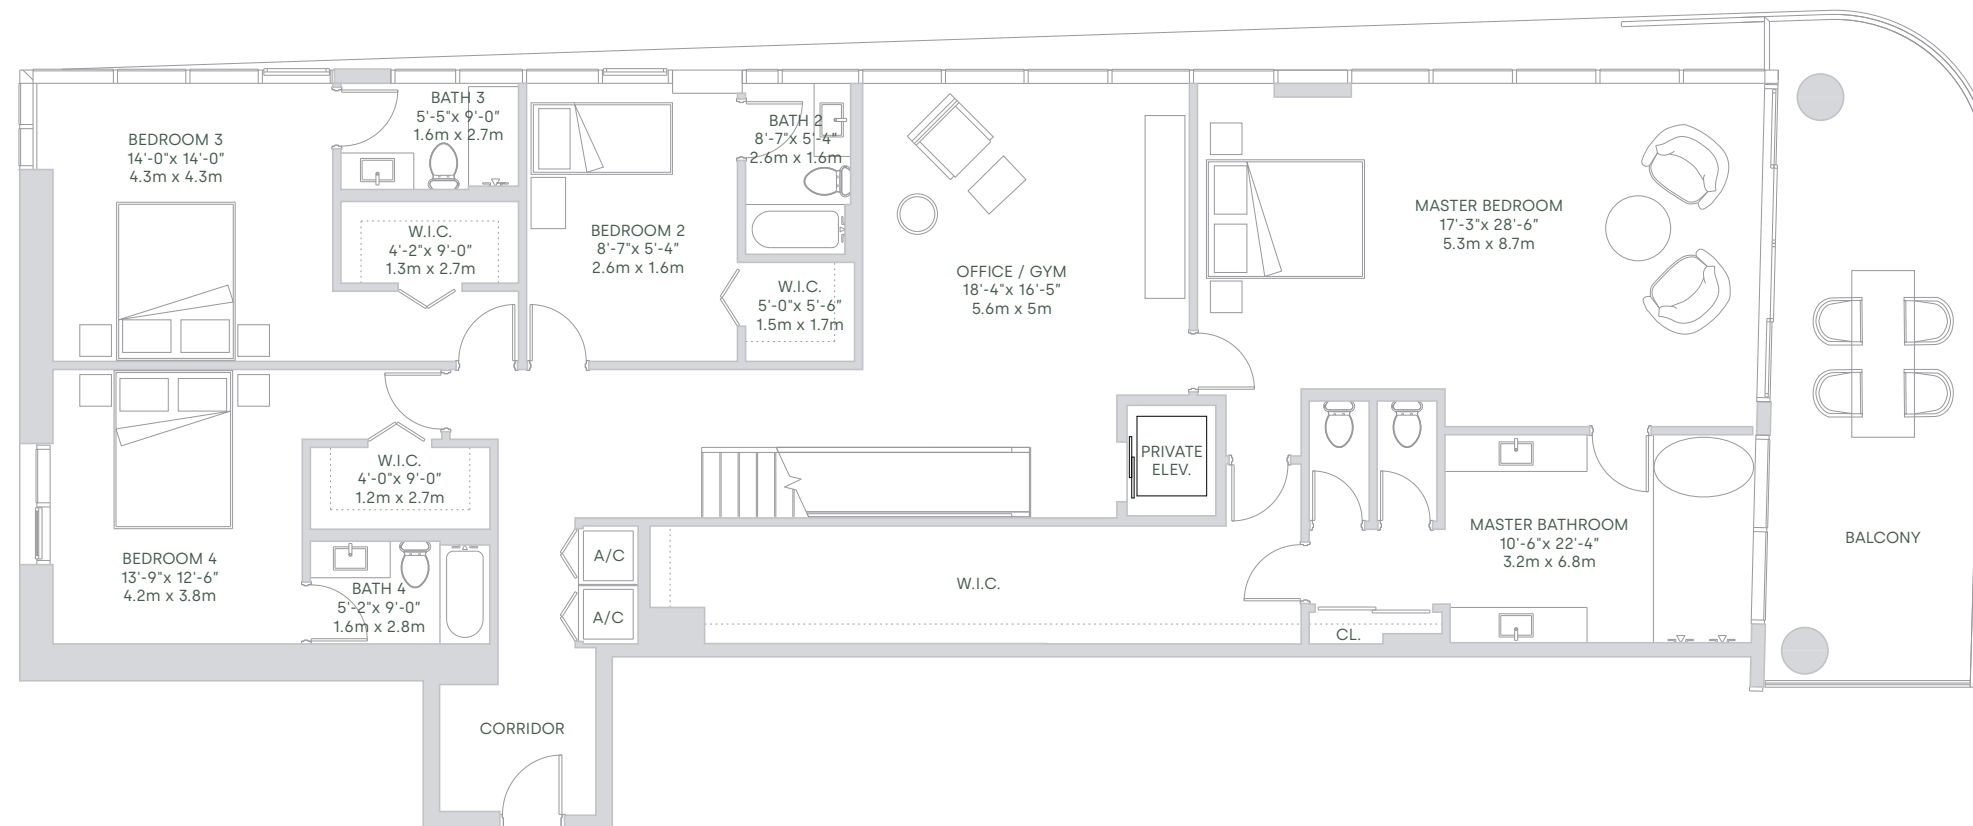 BEDROOM 3
14'-0"x 14'-0"
4.3m x 4.3m
BATH 3
5'-5"x 9'-0"
1.6m x 2.7m
W.I.C.
4'-2"x 9'-0"
1.3m x 2.7m
BEDROOM 2
8'-7"x 5'-4"
2.6m x 1.6m
BATH 2
8'-7"x 5'-4"
2.6m x 1.6m
W.I.C.
5'-0"x 5'-6"
1.5m x 1.7m
OFFICE / GYM
18'-4"x 16'-5"
5.6m x 5m
MASTER BEDROOM
17'-3"x 28'-6"
5.3m x 8.7m
BEDROOM 4
13'-9"x 12'-6"
4.2m x 3.8m
W.I.C.
4'-0"x 9'-0"
1.2m x 2.7m
BATH 4
5'-2"x 9'-0"
1.6m x 2.8m
A/C
A/C
W.I.C.
PRIVATE
ELEV.
CL.
MASTER BATHROOM
10'-6"x 22'-4"
3.2m x 6.8m
BALCONY
CORRIDOR